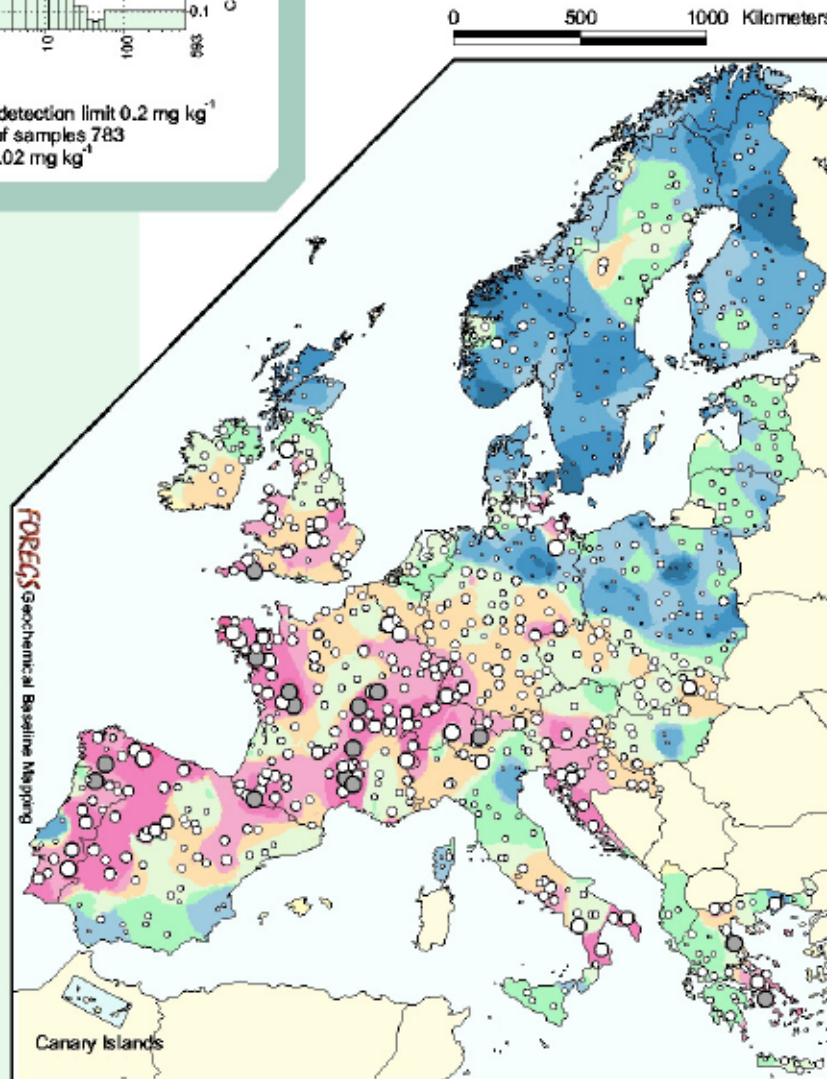 0 500 1000 Kilometers
0.1
10 100 893
detection limit 0.2 mg kg-1
f samples 783
.02 mg kg-1
FOREGS Geochemical Baseline Mapping
Canary Islands